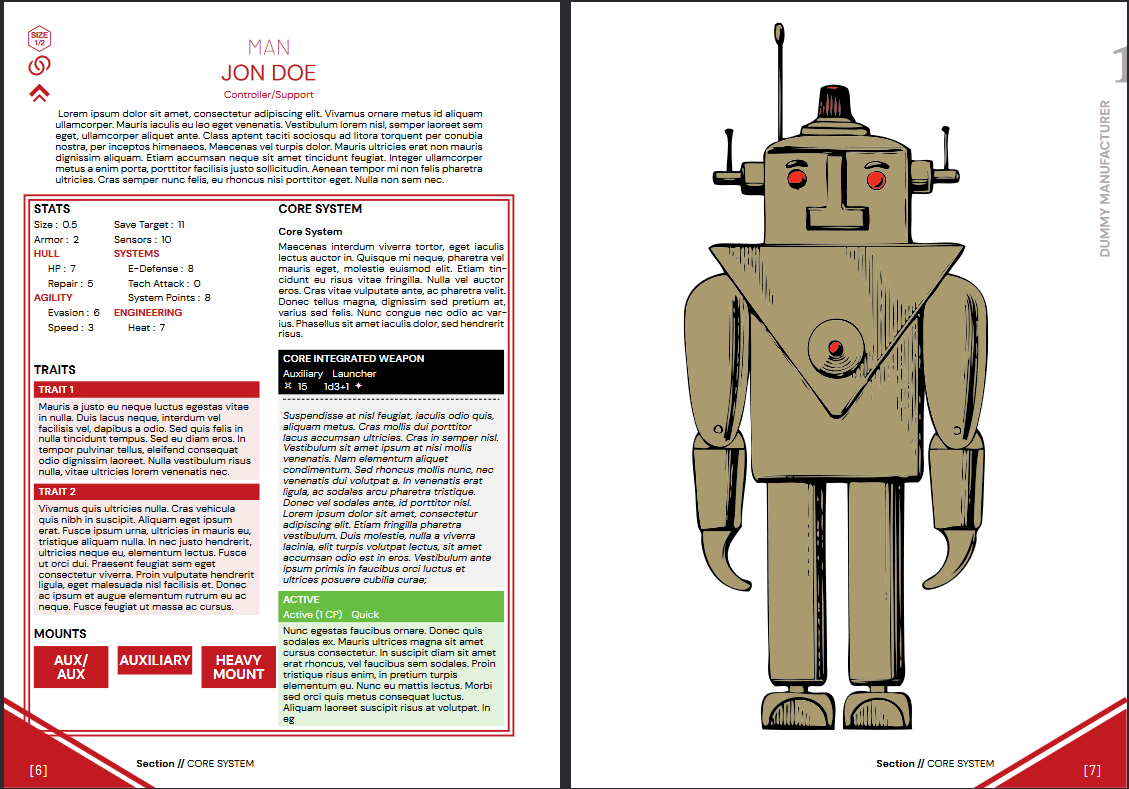 SIZE
1/2
MAN
JON DOE
Controller/Support
Lorem ipsum dolor sit amet, consectetur adipiscing elit. Vivamus ornare metus id aliquam
ullamcorper. Mauris iaculis eu leo eget venenatis. Vestibulum lorem nisl, semper laoreet sem
eget, ullamcorper aliquet ante. Class aptent taciti sociosqu ad litora torquent per conubia
nostra, per inceptos himenaeos. Maecenas vel turpis dolor. Mauris ultricies erat non mauris
dignissim aliquam. Etiam accumsan neque sit amet tincidunt feugiat. Integer ullamcorper
metus a enim porta, porttitor facilisis justo sollicitudin. Aenean tempor mi non felis pharetra
ultricies. Cras semper nunc felis, eu rhoncus nisi porttitor eget. Nulla non sem nec.
STATS
Size : 0.5 Save Target : 11
Armor : 2 Sensors : 10
HULL SYSTEMS
HP : 7 E-Defense : 8
Repair : 5 Tech Attack : 0
AGILITY System Points : 8
Evasion : 6 ENGINEERING
Speed : 3 Heat : 7
TRAITS
TRAIT 1
Mauris a justo eu neque luctus egestas vitae
in nulla. Duis lacus neque, interdum vel
facilisis vel, dapibus a odio. Sed quis felis in
nulla tincidunt tempus. Sed eu diam eros. In
tempor pulvinar tellus, eleifend consequat
odio dignissim laoreet. Nulla vestibulum risus
nulla, vitae ultricies lorem venenatis nec.
TRAIT 2
Vivamus quis ultricies nulla. Cras vehicula
quis nibh in suscipit. Aliquam eget ipsum
erat. Fusce ipsum urna, ultricies in mauris eu,
tristique aliquam nulla. In nec justo hendrerit,
ultricies neque eu, elementum lectus. Fusce
ut orci dui. Praesent feugiat sem eget
consectetur viverra. Proin vulputate hendrerit
ligula, eget malesuada nisl facilisis et. Donec
ac ipsum et augue elementum rutrum eu ac
neque. Fusce feugiat ut massa ac cursus.
MOUNTS
AUX/
AUX
AUXILIARY
HEAVY
MOUNT
CORE SYSTEM
Core System
Maecenas interdum viverra tortor, eget iaculis
lectus auctor in. Quisque mi neque, pharetra vel
mauris eget, molestie euismod elit. Etiam tin-
cidunt eu risus vitae fringilla. Nulla vel auctor
eros. Cras vitae vulputate ante, ac pharetra velit.
Donec tellus magna, dignissim sed pretium at,
varius sed felis. Nunc congue nec odio ac var-
ius. Phasellus sit amet iaculis dolor, sed hendrerit
risus.
CORE INTEGRATED WEAPON
Auxiliary Launcher
15 1d3+1
Suspendisse at nisl feugiat, iaculis odio quis,
aliquam metus. Cras mollis dui porttitor
lacus accumsan ultricies. Cras in semper nisl.
Vestibulum sit amet ipsum at nisi mollis
venenatis. Nam elementum aliquet
condimentum. Sed rhoncus mollis nunc, nec
venenatis dui volutpat a. In venenatis erat
ligula, ac sodales arcu pharetra tristique.
Donec vel sodales ante, id porttitor nisl.
Lorem ipsum dolor sit amet, consectetur
adipiscing elit. Etiam fringilla pharetra
vestibulum. Duis molestie, nulla a viverra
lacinia, elit turpis volutpat lectus, sit amet
accumsan odio est in eros. Vestibulum ante
ipsum primis in faucibus orci luctus et
ultrices posuere cubilia curae;
ACTIVE
Active (1 CP) Quick
Nunc egestas faucibus ornare. Donec quis
sodales ex. Mauris ultrices magna sit amet
cursus consectetur. In suscipit diam sit amet
erat rhoncus, vel faucibus sem sodales. Proin
tristique risus enim, in pretium turpis
elementum eu. Nunc eu mattis lectus. Morbi
sed orci quis metus consequat luctus.
Aliquam laoreet suscipit risus at volutpat. In
eg
[6]
Section // CORE SYSTEM
1
DUMMY MANUFACTURER
Section // CORE SYSTEM
[7]